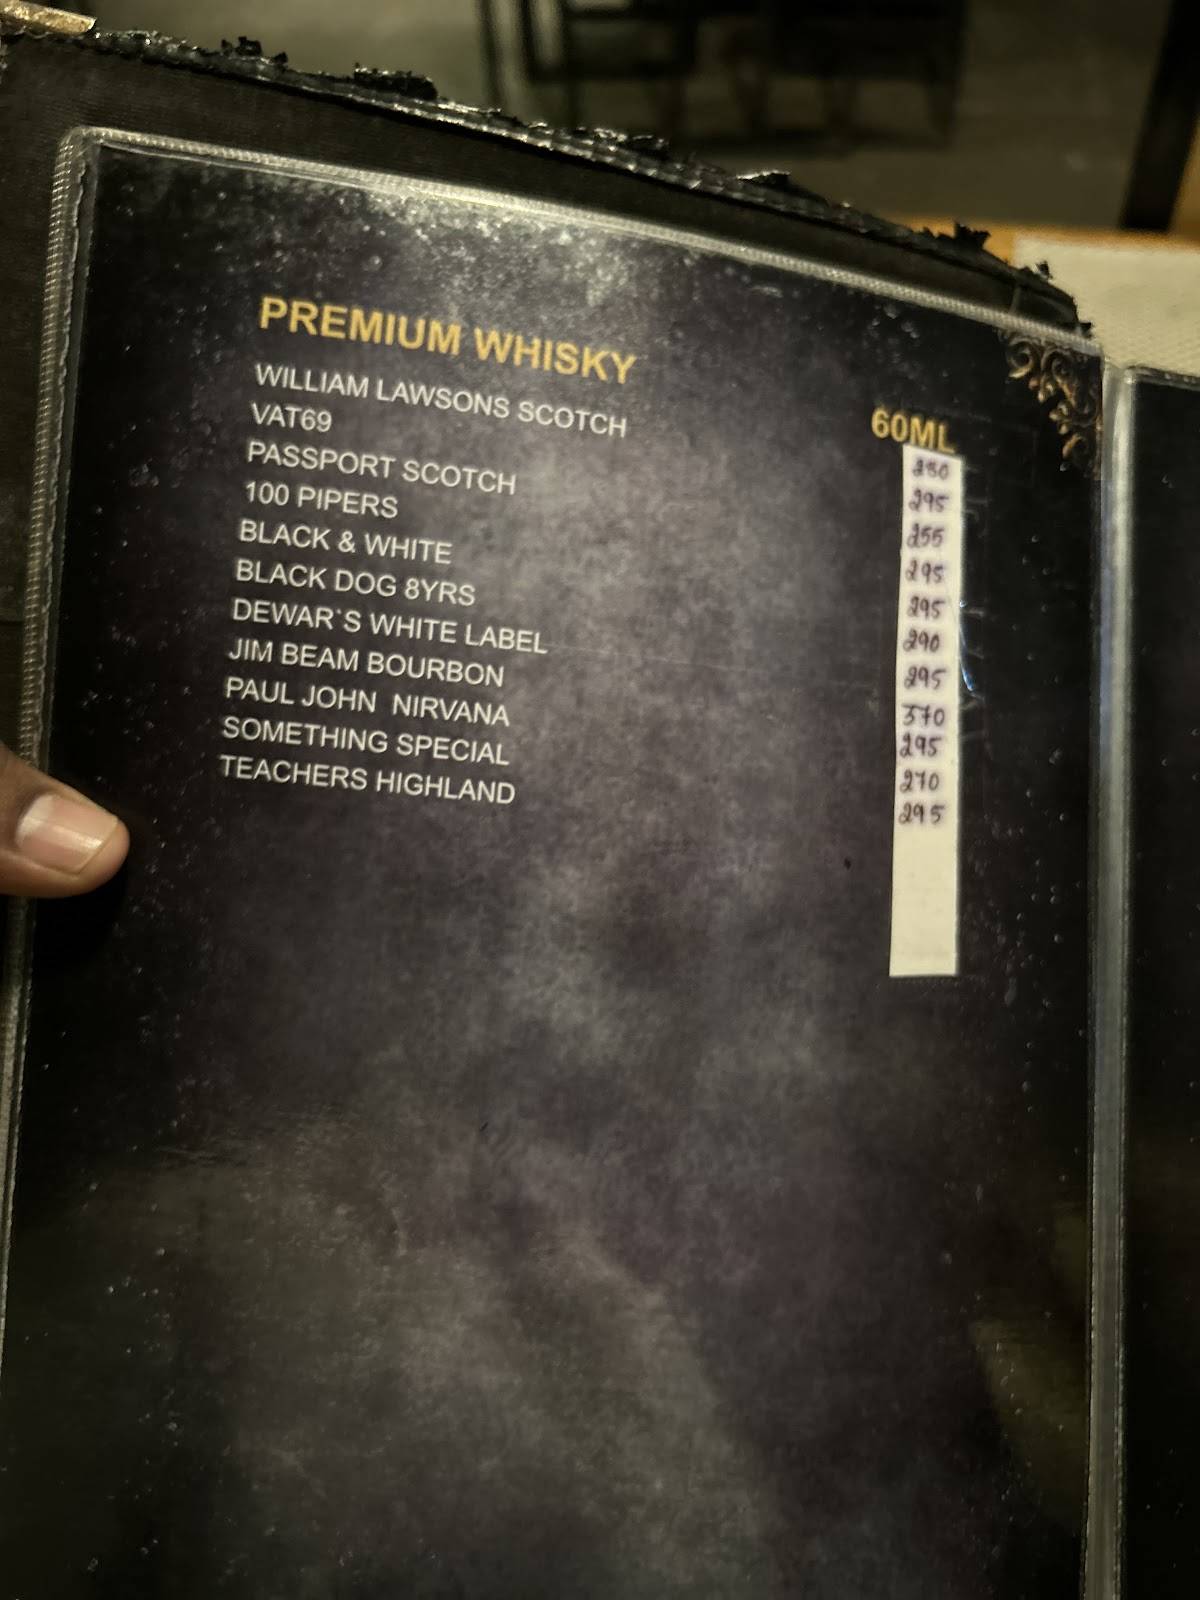 PREMIUM WHISKY
60ML
WILLIAM LAWSONS SCOTCH 280
VAT69 295
PASSPORT SCOTCH 255
100 PIPERS 295
BLACK & WHITE 295
BLACK DOG 8YRS 290
DEWAR`S WHITE LABEL 295
JIM BEAM BOURBON 370
PAUL JOHN NIRVANA 295
SOMETHING SPECIAL 270
TEACHERS HIGHLAND 295